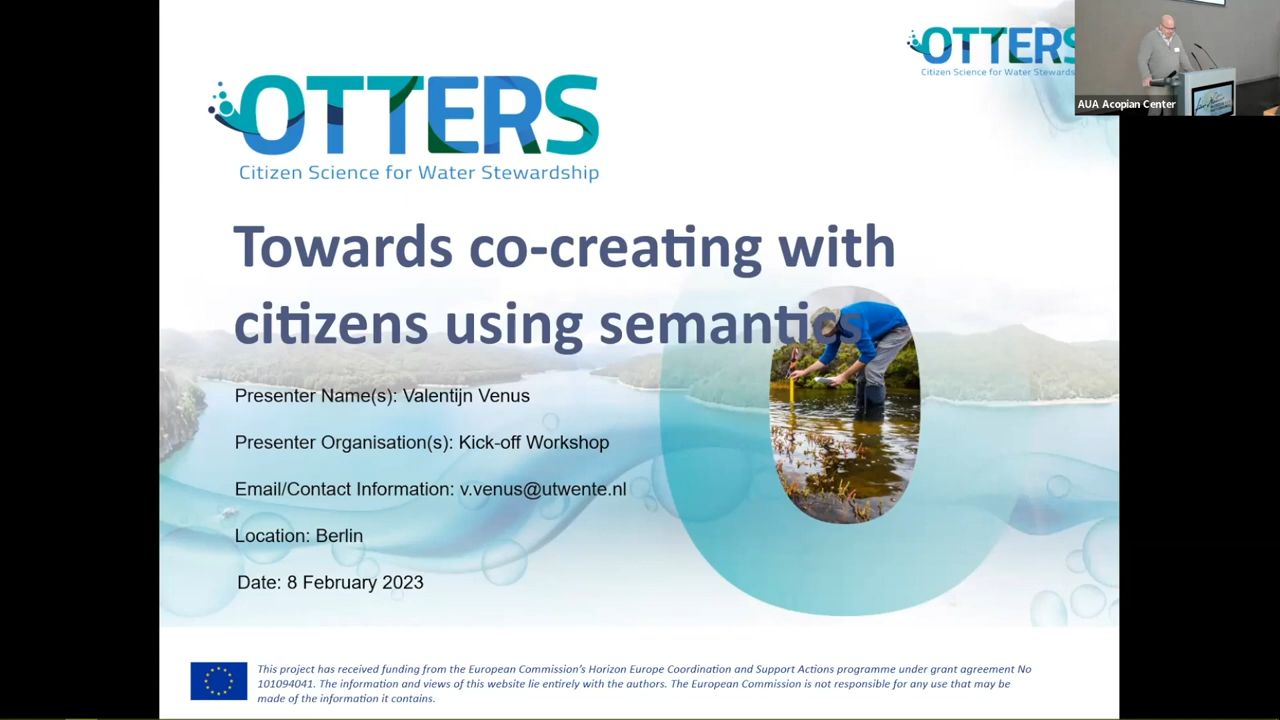 OTTERS
Citizen Science for Water Stewardship
OTTERS
Citizen Science for Water Stewards
AUA Acopian Center
Towards co-creating with
citizens using semantics
Presenter Name(s): Valentijn Venus
Presenter Organisation(s): Kick-off Workshop
Email/Contact Information: v.venus@utwente.nl
Location: Berlin
Date: 8 February 2023
This project has received funding from the European Commission's Horizon Europe Coordination and Support Actions programme under grant agreement No
101094041. The information and views of this website lie entirely with the authors. The European Commission is not responsible for any use that may be
made of the information it contains.